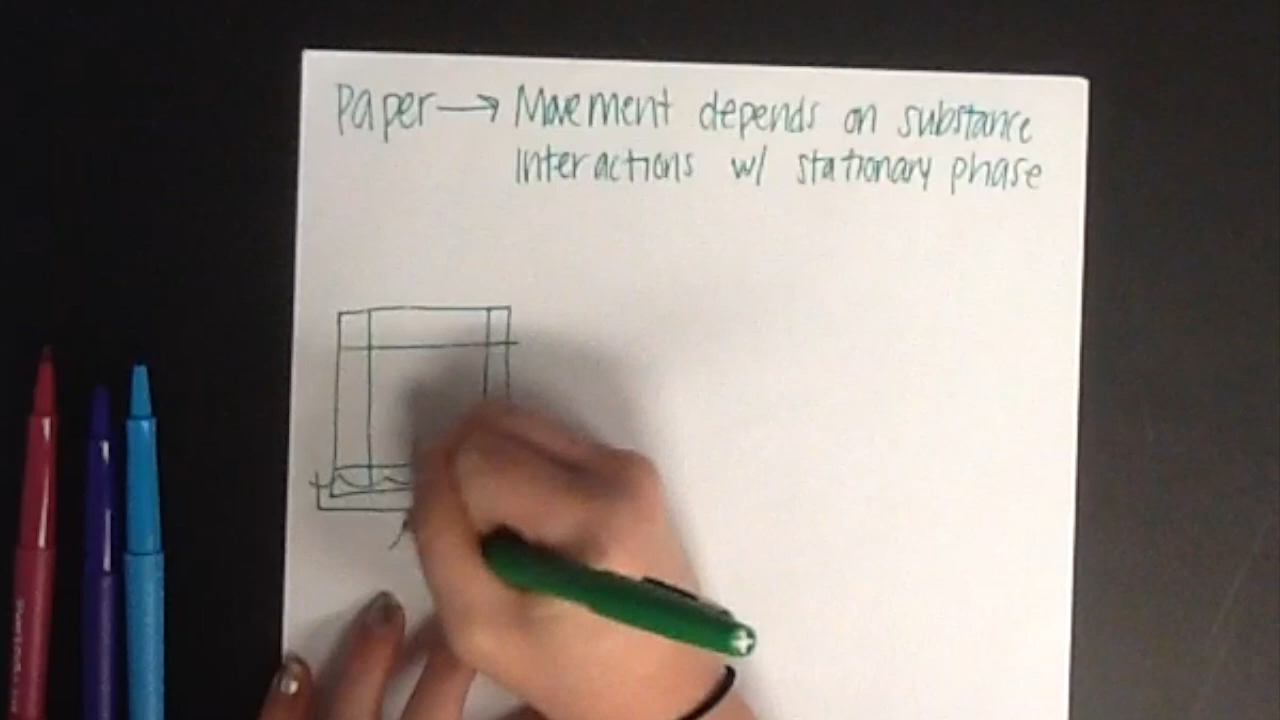 Paper → Movement depends on substance
Interactions w/ stationary phase